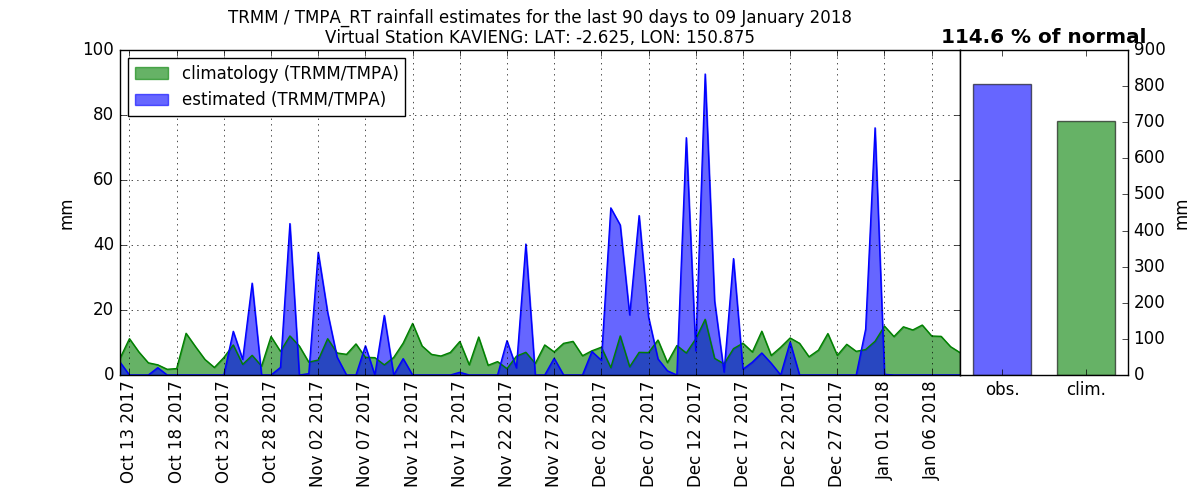 TRMM / TMPA_RT rainfall estimates for the last 90 days to 09 January 2018
Virtual Station KAVIENG: LAT: -2.625, LON: 150.875
114.6 % of normal
climatology (TRMM/TMPA)
estimated (TRMM/TMPA)
100
80
60
40
20
0
mm
Oct 13 2017
Oct 18 2017
Oct 23 2017
Oct 28 2017
Nov 02 2017
Nov 07 2017
Nov 12 2017
Nov 17 2017
Nov 22 2017
Nov 27 2017
Dec 02 2017
Dec 07 2017
Dec 12 2017
Dec 17 2017
Dec 22 2017
Dec 27 2017
Jan 01 2018
Jan 06 2018
900
800
700
600
500
400
300
200
100
0
mm
obs.
clim.